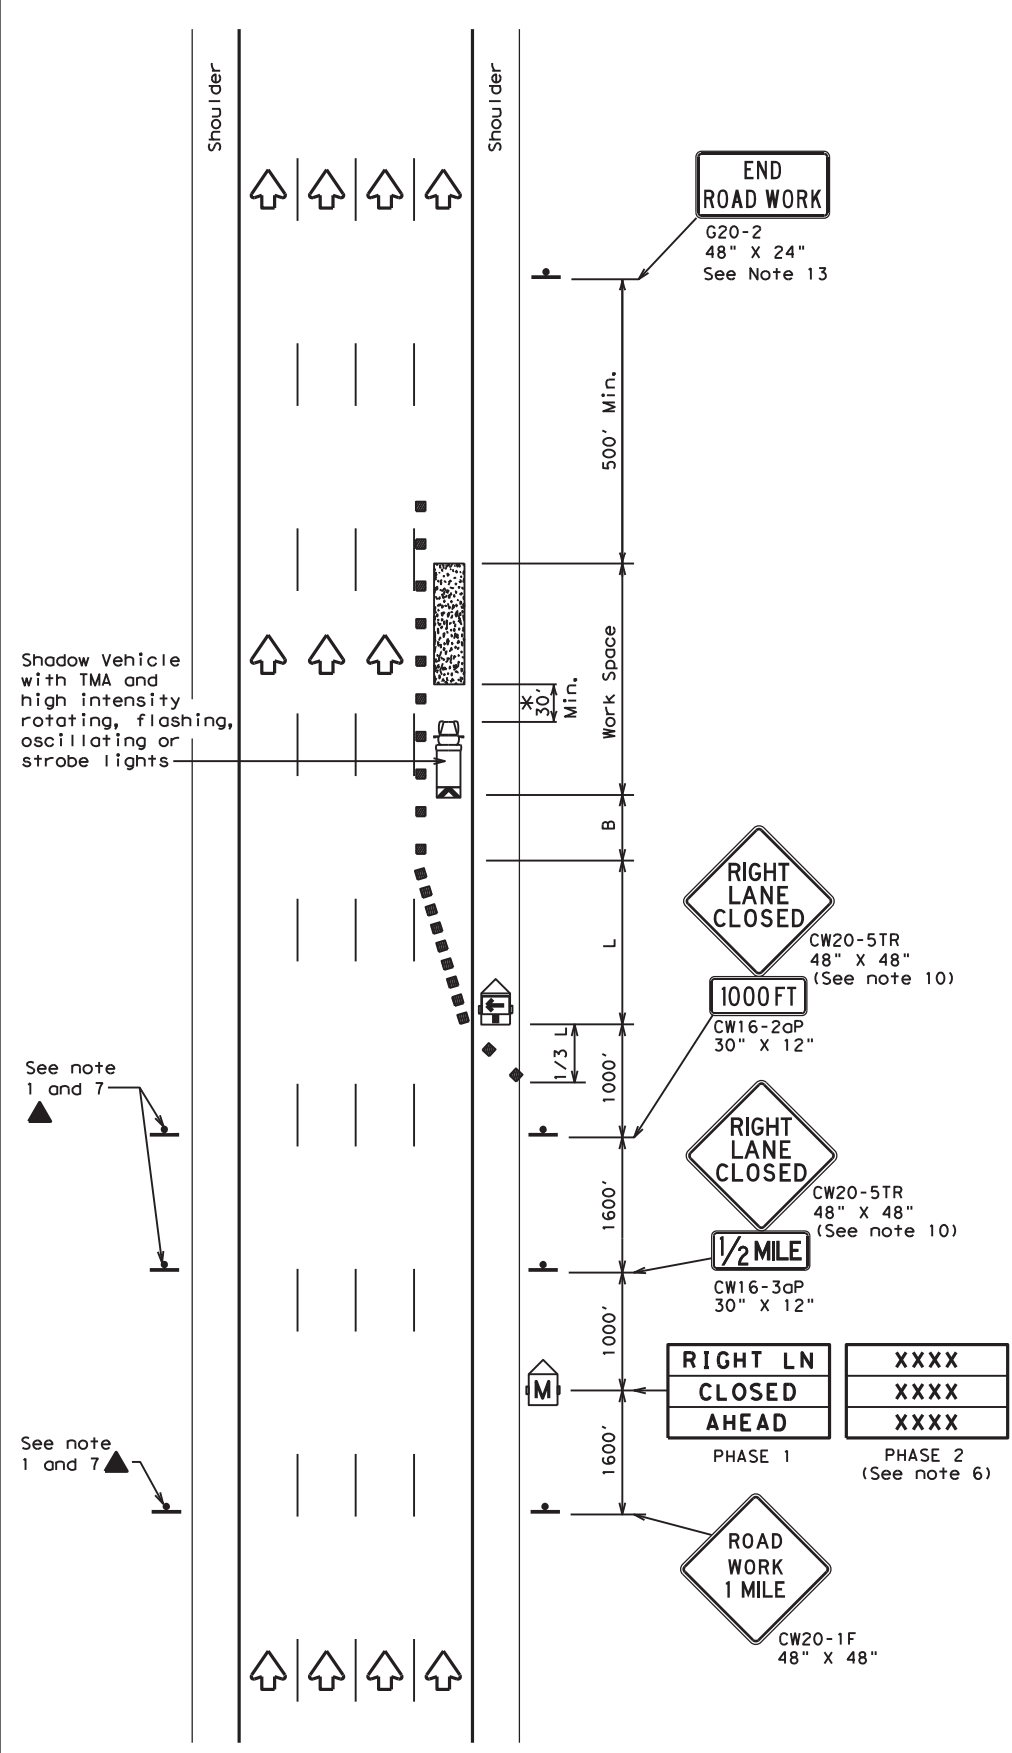 Shoulder
Shoulder
END
ROAD WORK
G20-2
48" X 24"
See Note 13
500' Min.
Shadow Vehicle
with TMA and
high intensity
rotating, flashing,
oscillating or
strobe lights
* 30'
Min.
Work Space
B
L
RIGHT
LANE
CLOSED
CW20-5TR
48" X 48"
(See note 10)
1000 FT
CW16-2aP
30" X 12"
1/3 L
1000'
See note
1 and 7
RIGHT
LANE
CLOSED
CW20-5TR
48" X 48"
(See note 10)
1600'
1/2 MILE
CW16-3aP
30" X 12"
1000'
M
RIGHT LN
CLOSED
AHEAD
PHASE 1
XXXX
XXXX
XXXX
PHASE 2
(See note 6)
See note
1 and 7
1600'
ROAD
WORK
1 MILE
CW20-1F
48" X 48"